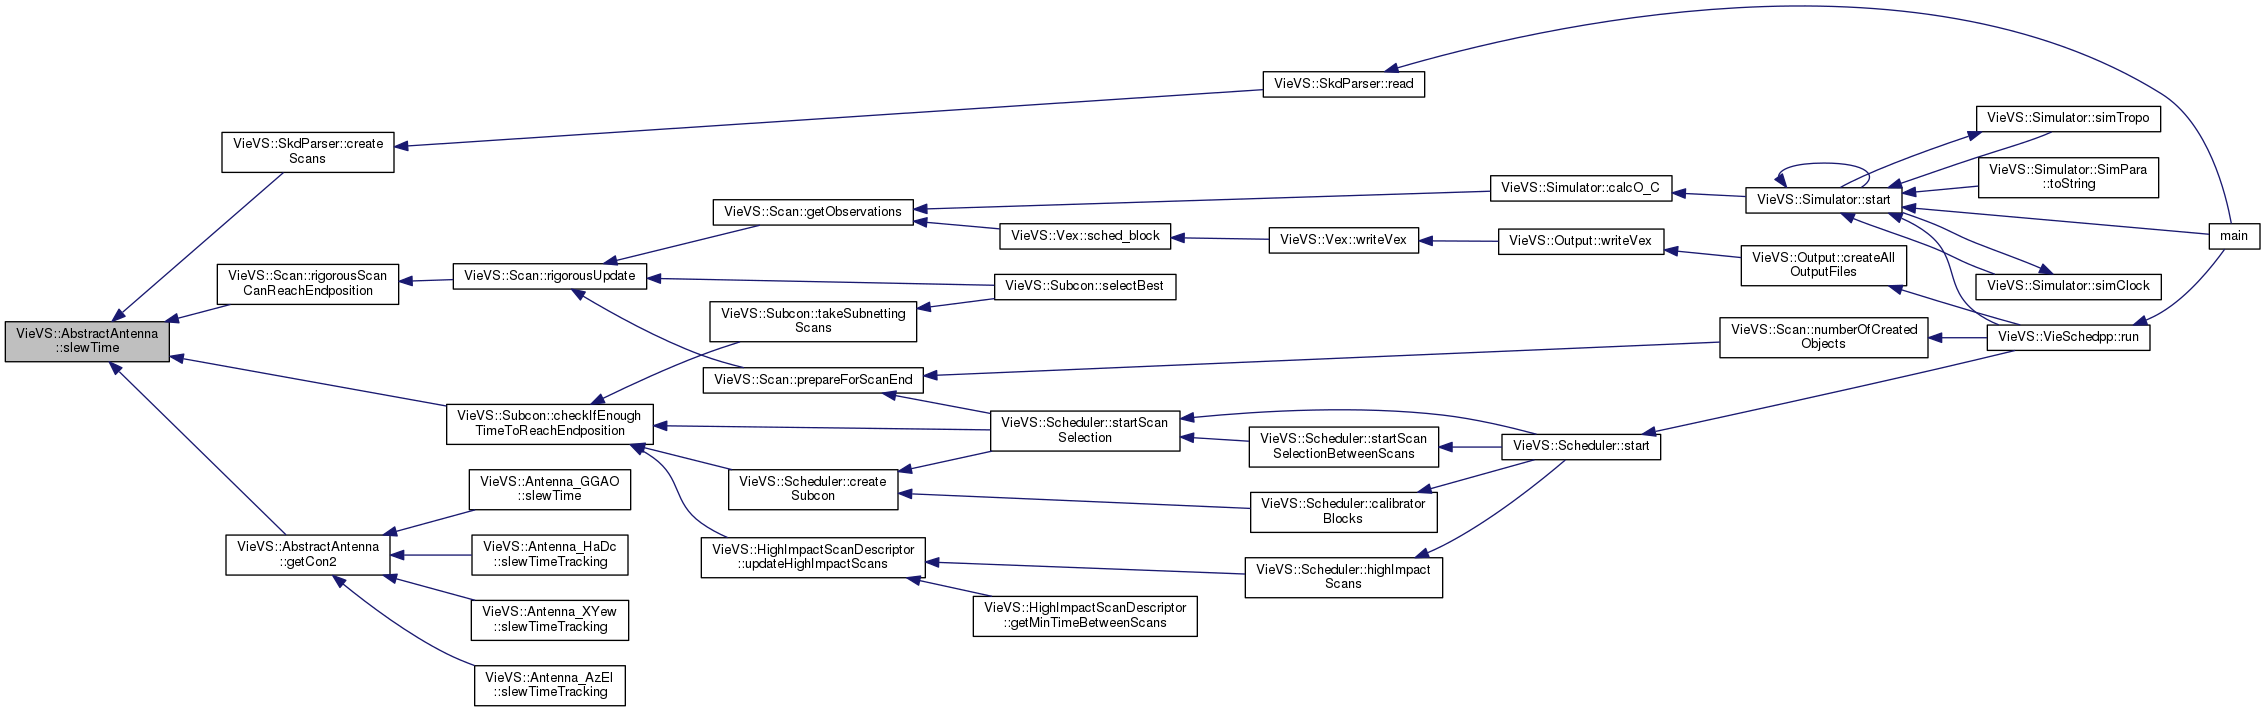 VieVS::AbstractAntenna
::slewTime
VieVS::SkdParser::create
Scans
VieVS::Scan::rigorousScan
CanReachEndposition
VieVS::Subcon::checkIfEnough
TimeToReachEndposition
VieVS::AbstractAntenna
::getCon2
VieVS::SkdParser::read
VieVS::Scan::rigorousUpdate
VieVS::Scan::getObservations
VieVS::Subcon::takeSubnetting
Scans
VieVS::Scan::prepareForScanEnd
VieVS::Antenna_GGAO
::slewTime
VieVS::Antenna_HaDc
::slewTimeTracking
VieVS::Antenna_XYew
::slewTimeTracking
VieVS::Antenna_AzEl
::slewTimeTracking
VieVS::Scheduler::create
Subcon
VieVS::HighImpactScanDescriptor
::updateHighImpactScans
VieVS::Vex::sched_block
VieVS::Subcon::selectBest
VieVS::Scheduler::startScan
Selection
VieVS::HighImpactScanDescriptor
::getMinTimeBetweenScans
VieVS::Vex::writeVex
VieVS::Scheduler::startScan
SelectionBetweenScans
VieVS::Scheduler::calibrator
Blocks
VieVS::Scheduler::highImpact
Scans
VieVS::Simulator::calcO_C
VieVS::Output::writeVex
VieVS::Scheduler::start
VieVS::Simulator::start
VieVS::Output::createAll
OutputFiles
VieVS::Scan::numberOfCreated
Objects
VieVS::Simulator::simTropo
VieVS::Simulator::SimPara
::toString
VieVS::Simulator::simClock
VieVS::VieSchedpp::run
main